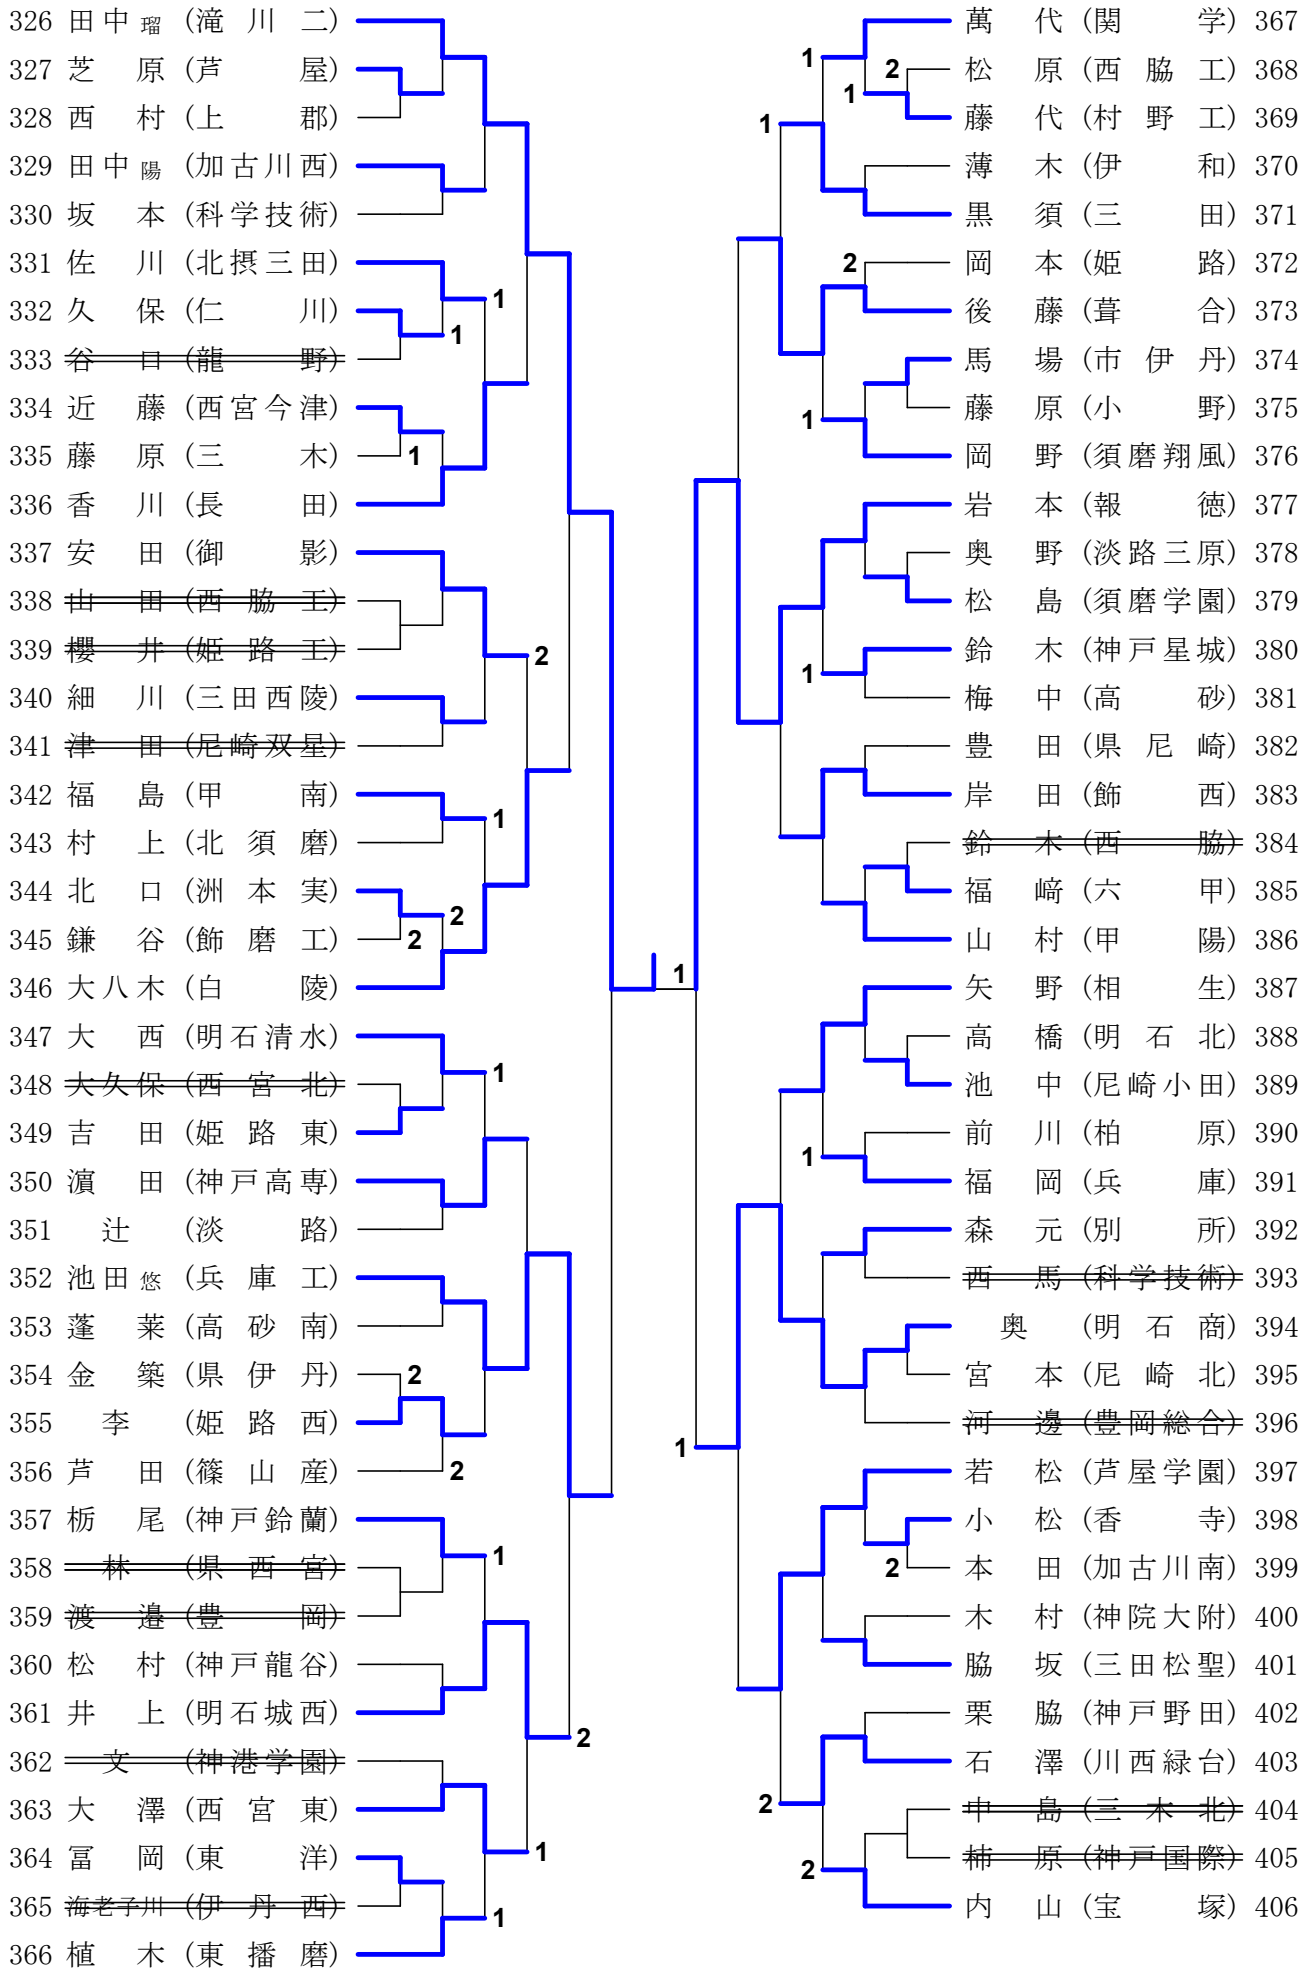 326 田中 瑠 (滝川二)
327 芝原 (芦屋)
328 西村 (上郡)
329 田中 陽 (加古川西)
330 坂本 (科学技術)
331 佐川 (北摂三田)
332 久保 (仁川)
333 谷口 (龍野)
334 近藤 (西宮今津)
335 藤原 (三木)
336 香川 (長田)
337 安田 (御影)
338 山田 (西脇工)
339 櫻井 (姫路工)
340 細川 (三田西陵)
341 津田 (尼崎双星)
342 福島 (甲南)
343 村上 (北須磨)
344 北口 (洲本実)
345 鎌谷 (飾磨工)
346 大八木 (白陵)
347 大西 (明石清水)
348 大久保 (西宮北)
349 吉田 (姫路東)
350 濵田 (神戸高専)
351 辻 (淡路)
352 池田 悠 (兵庫工)
353 蓬莱 (高砂南)
354 金築 (県伊丹)
355 李 (姫路西)
356 芦田 (篠山産)
357 栃尾 (神戸鈴蘭)
358 林 (県西宮)
359 渡邉 (豊岡)
360 松村 (神戸龍谷)
361 井上 (明石城西)
362 文 (神港学園)
363 大澤 (西宮東)
364 冨岡 (東洋)
365 海老子川 (伊丹西)
366 植木 (東播磨)
1
1
1
2
1
2
2
1
2
2
1
2
1
1
1
1
1
1
2
1
2
1
1
1
1
2
2
2
萬代 (関学) 367
松原 (西脇工) 368
藤代 (村野工) 369
薄木 (伊和) 370
黒須 (三田) 371
岡本 (姫路) 372
後藤 (葺合) 373
馬場 (市伊丹) 374
藤原 (小野) 375
岡野 (須磨翔風) 376
岩本 (報徳) 377
奥野 (淡路三原) 378
松島 (須磨学園) 379
鈴木 (神戸星城) 380
梅中 (高砂) 381
豊田 (県尼崎) 382
岸田 (飾西) 383
鈴木 (西脇) 384
福﨑 (六甲) 385
山村 (甲陽) 386
矢野 (相生) 387
高橋 (明石北) 388
池中 (尼崎小田) 389
前川 (柏原) 390
福岡 (兵庫) 391
森元 (別所) 392
西馬 (科学技術) 393
奥 (明石商) 394
宮本 (尼崎北) 395
河邊 (豊岡総合) 396
若松 (芦屋学園) 397
小松 (香寺) 398
本田 (加古川南) 399
木村 (神院大附) 400
脇坂 (三田松聖) 401
栗脇 (神戸野田) 402
石澤 (川西緑台) 403
中島 (三木北) 404
柿原 (神戸国際) 405
内山 (宝塚) 406